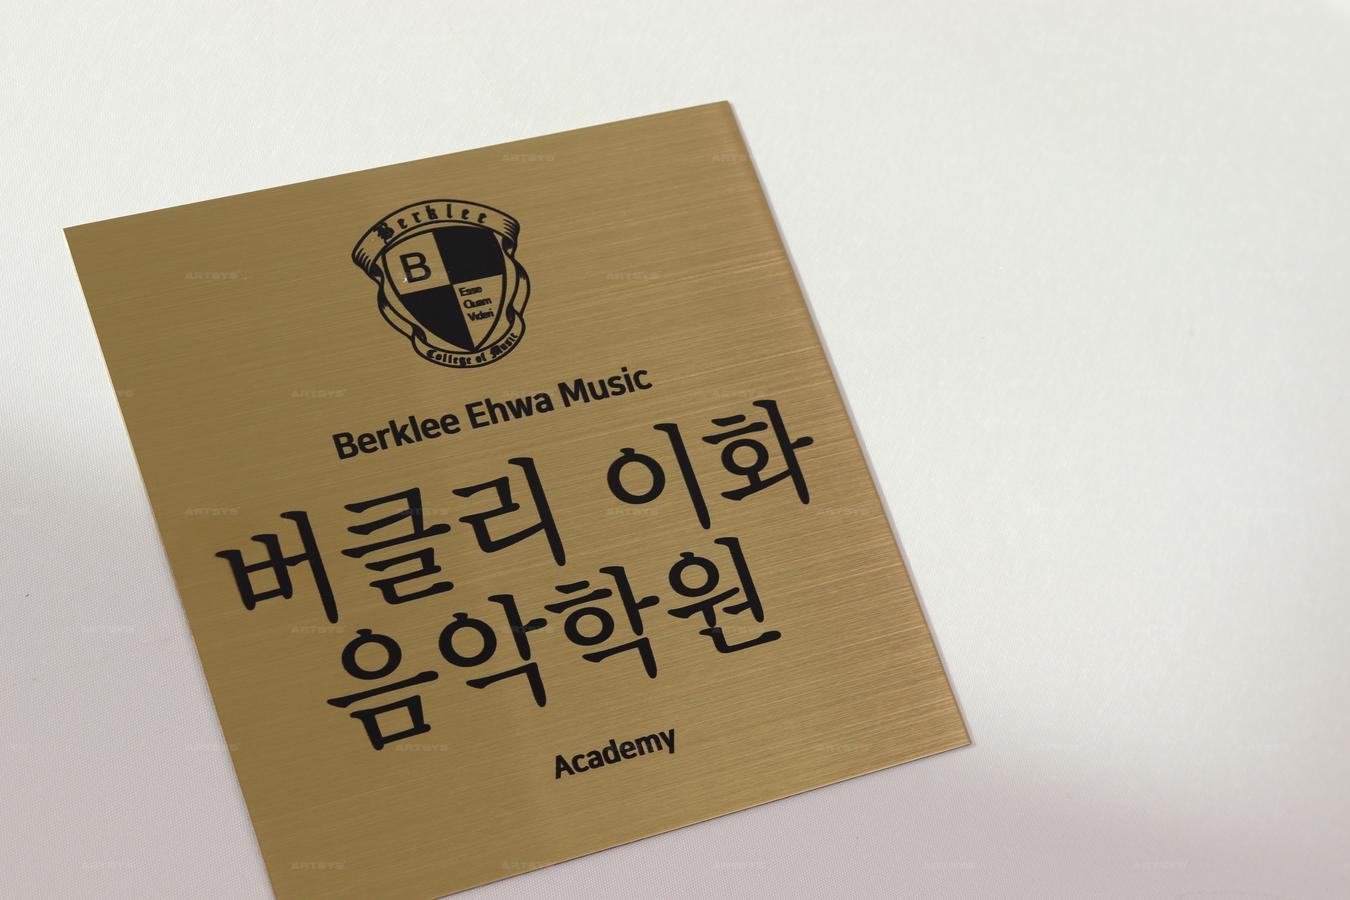 Berklee
B
Esse
Quam
Videri
College of Music
Berklee Ehwa Music
버클리 이화
음악학원
Academy
ARTSYS